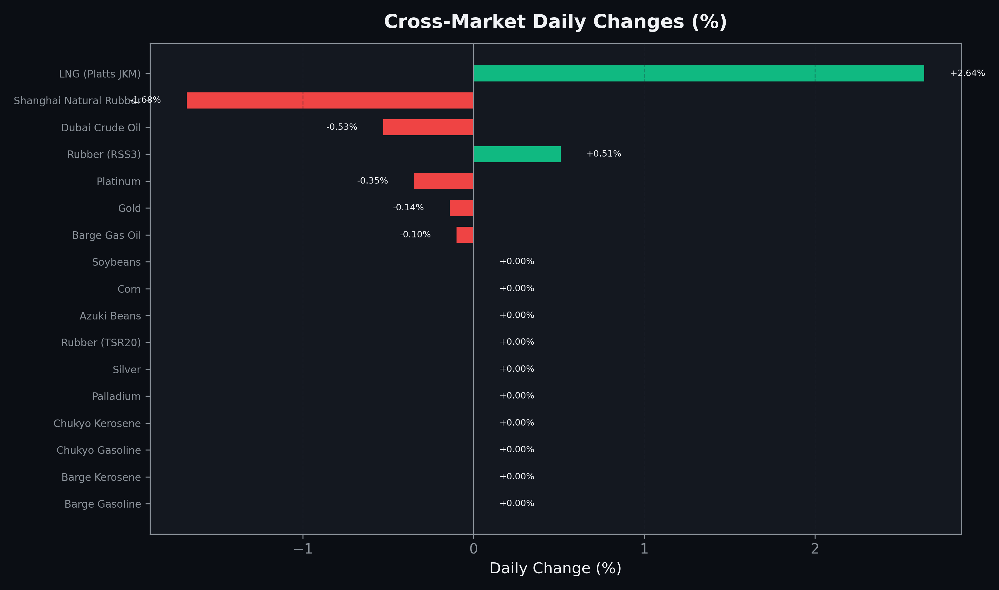 Cross-Market Daily Changes (%)
LNG (Platts JKM) +2.64%
Shanghai Natural Rubber -1.68%
Dubai Crude Oil -0.53%
Rubber (RSS3) +0.51%
Platinum -0.35%
Gold -0.14%
Barge Gas Oil -0.10%
Soybeans +0.00%
Corn +0.00%
Azuki Beans +0.00%
Rubber (TSR20) +0.00%
Silver +0.00%
Palladium +0.00%
Chukyo Kerosene +0.00%
Chukyo Gasoline +0.00%
Barge Kerosene +0.00%
Barge Gasoline +0.00%
−1 0 1 2
Daily Change (%)